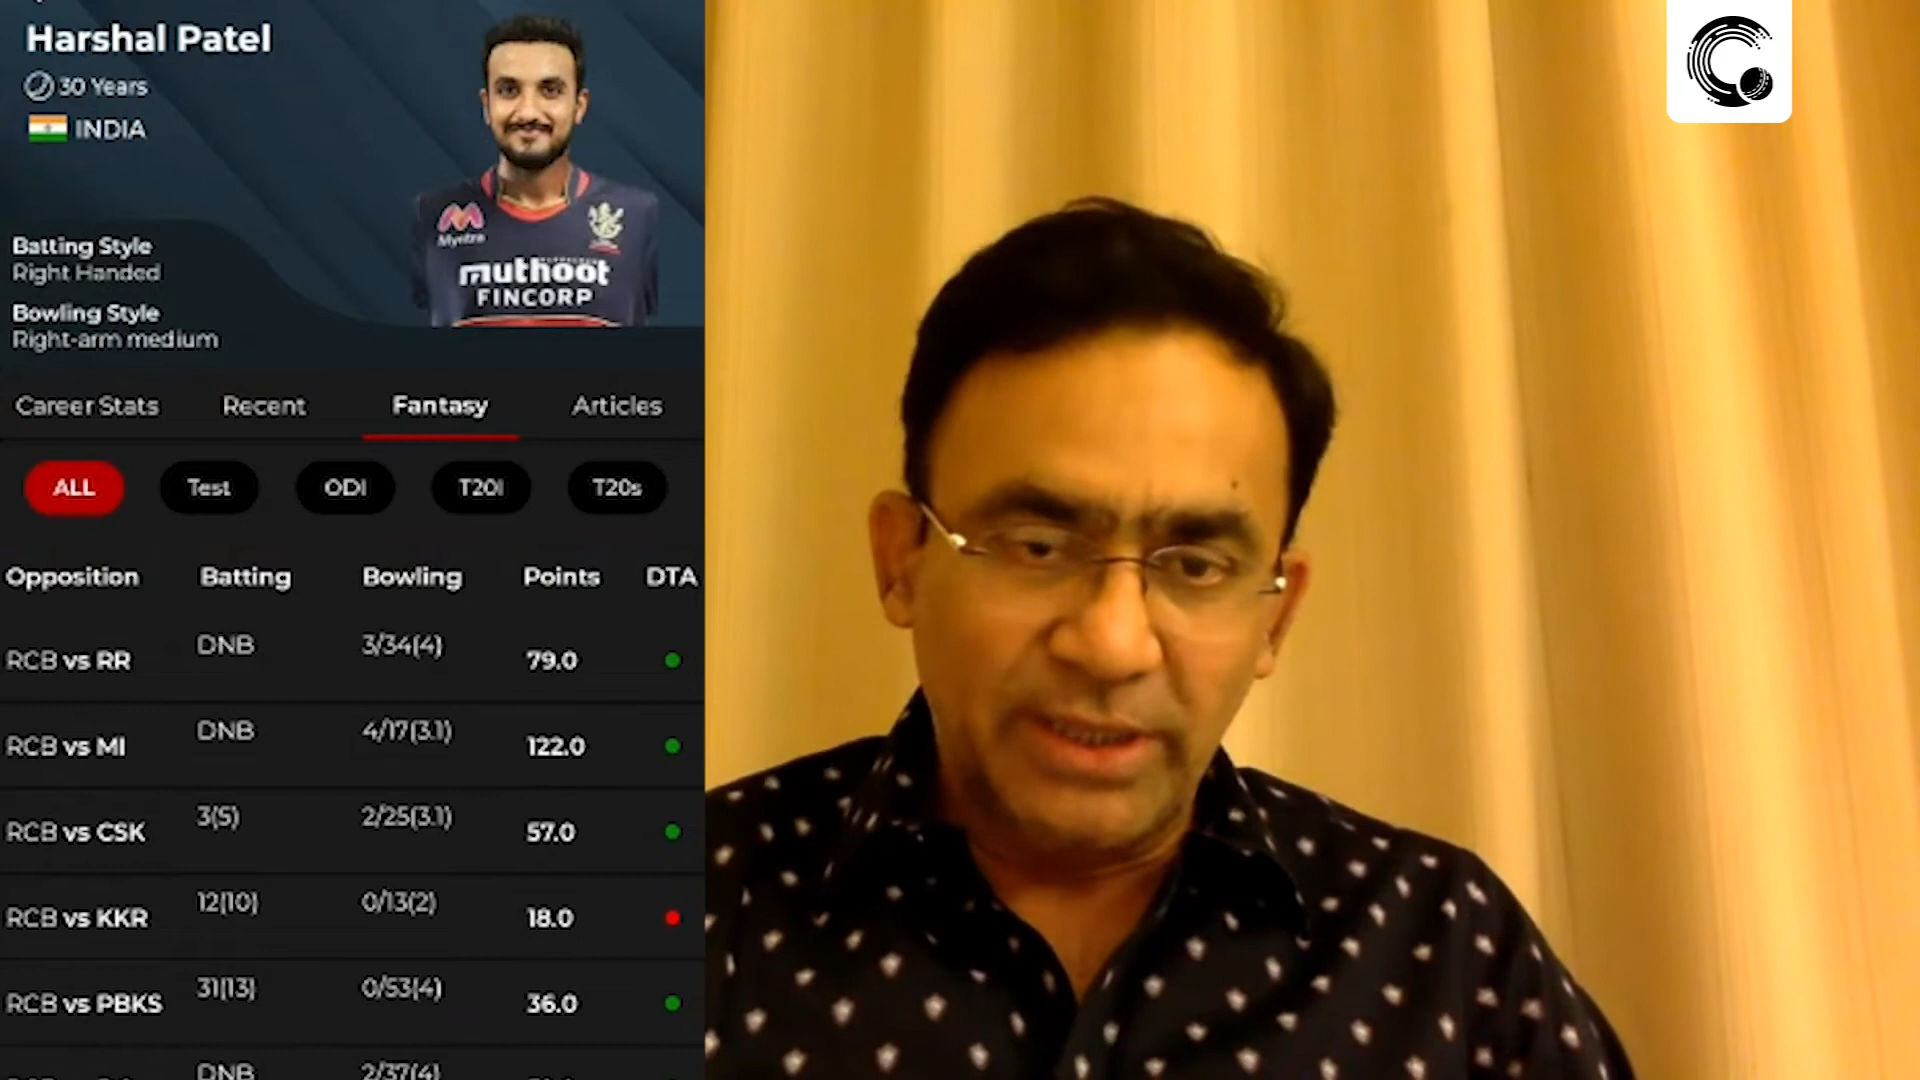 Harshal Patel
30 Years
INDIA
Myntra
muthoot
FINCORP
Batting Style
Right Handed
Bowling Style
Right-arm medium
Career Stats Recent Fantasy Articles
ALL Test ODI T20I T20s
Opposition Batting Bowling Points DTA
RCB vs RR DNB 3/34(4) 79.0
RCB vs MI DNB 4/17(3.1) 122.0
RCB vs CSK 3(5) 2/25(3.1) 57.0
RCB vs KKR 12(10) 0/13(2) 18.0
RCB vs PBKS 31(13) 0/53(4) 36.0
DNB 2/37(4)